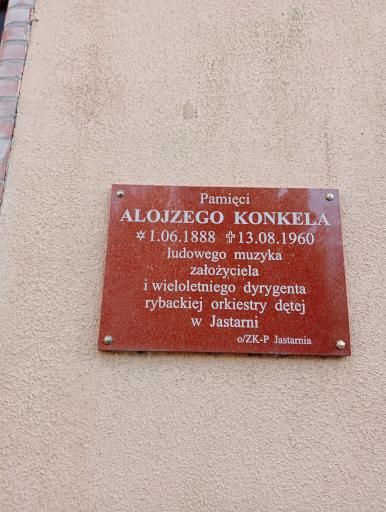 Pamięci
ALOJZEGO KONKELA
✡1.06.1888 ✞13.08.1960
ludowego muzyka
założyciela
i wieloletniego dyrygenta
rybackiej orkiestry dętej
w Jastarni
o/ZK-P Jastarnia